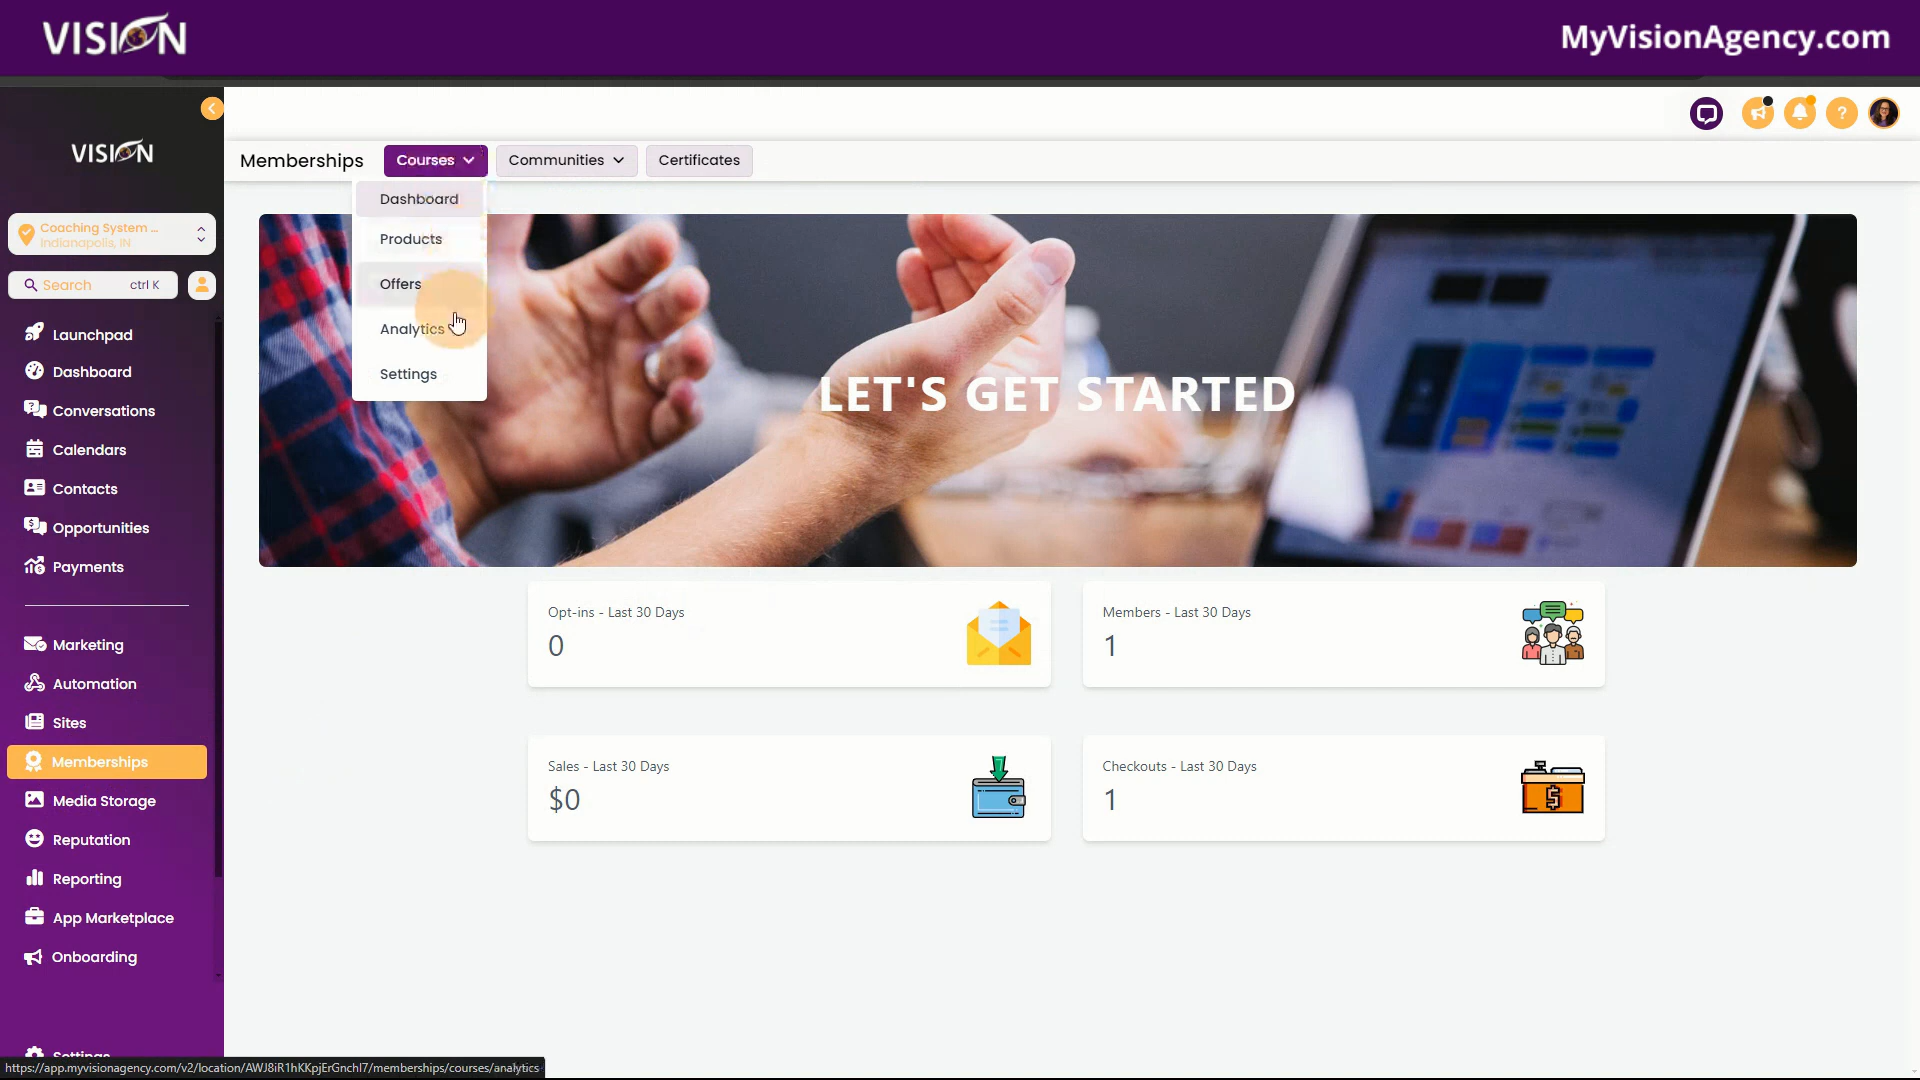 VISION
MyVisionAgency.com
VISION
Memberships
Courses
Communities
Certificates
Dashboard
Products
Offers
Analytics
Settings
Coaching System ...
Indianapolis, IN
Search
ctrl K
Launchpad
Dashboard
Conversations
Calendars
Contacts
Opportunities
Payments
Marketing
Automation
Sites
Memberships
Media Storage
Reputation
Reporting
App Marketplace
Onboarding
Settings
LET'S GET STARTED
Opt-ins - Last 30 Days
0
Members - Last 30 Days
1
Sales - Last 30 Days
$0
Checkouts - Last 30 Days
1
https://app.myvisionagency.com/v2/location/AWJ8iR1hKKpjErGnchI7/memberships/courses/analytics